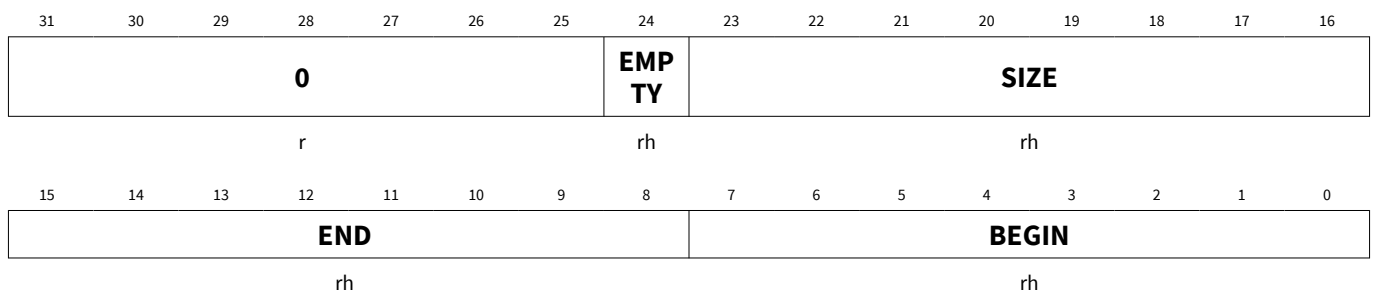 31 30 29 28 27 26 25 24 23 22 21 20 19 18 17 16
0 EMP TY SIZE
r rh rh
15 14 13 12 11 10 9 8 7 6 5 4 3 2 1 0
END BEGIN
rh rh